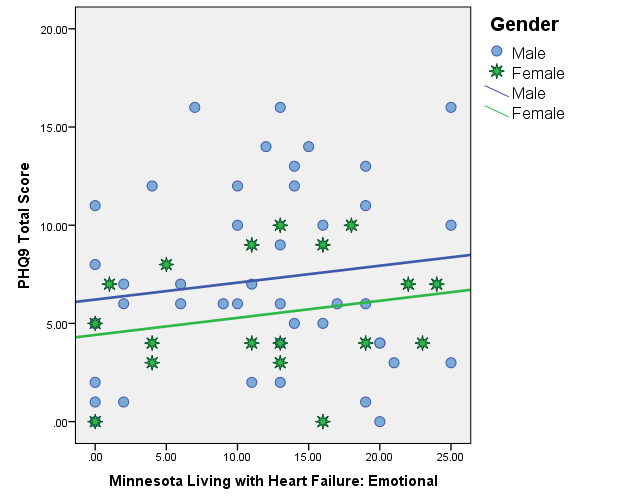 Gender
Male
Female
Male
Female
20.00
15.00
10.00
5.00
.00
PHQ9 Total Score
.00 5.00 10.00 15.00 20.00 25.00
Minnesota Living with Heart Failure: Emotional